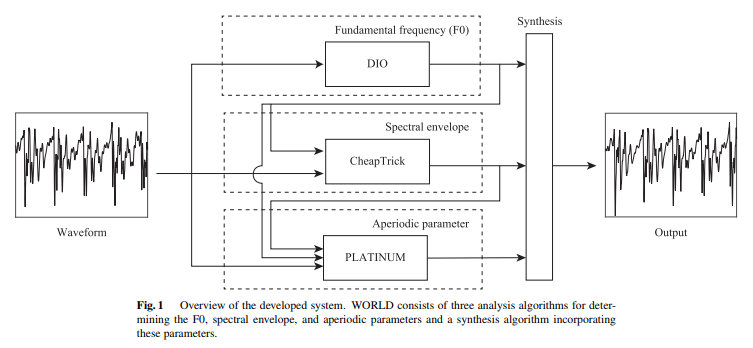 Synthesis
Fundamental frequency (F0)
DIO
Spectral envelope
CheapTrick
Aperiodic parameter
PLATINUM
Waveform
Output
Fig. 1 Overview of the developed system. WORLD consists of three analysis algorithms for deter-
mining the F0, spectral envelope, and aperiodic parameters and a synthesis algorithm incorporating
these parameters.